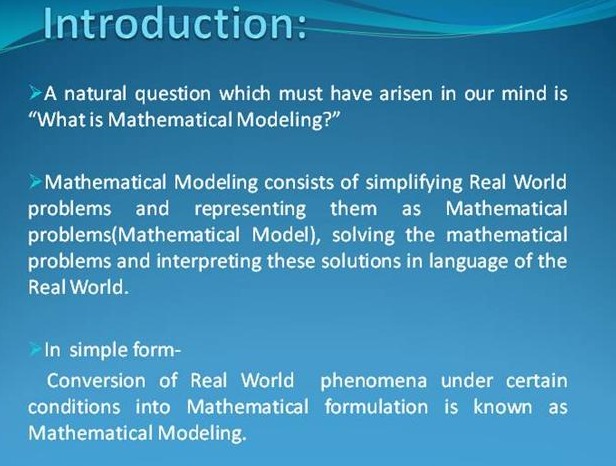 Introduction:
➢A natural question which must have arisen in our mind is
“What is Mathematical Modeling?”
➢Mathematical Modeling consists of simplifying Real World
problems and representing them as Mathematical
problems(Mathematical Model), solving the mathematical
problems and interpreting these solutions in language of the
Real World.
➢In simple form-
Conversion of Real World phenomena under certain
conditions into Mathematical formulation is known as
Mathematical Modeling.